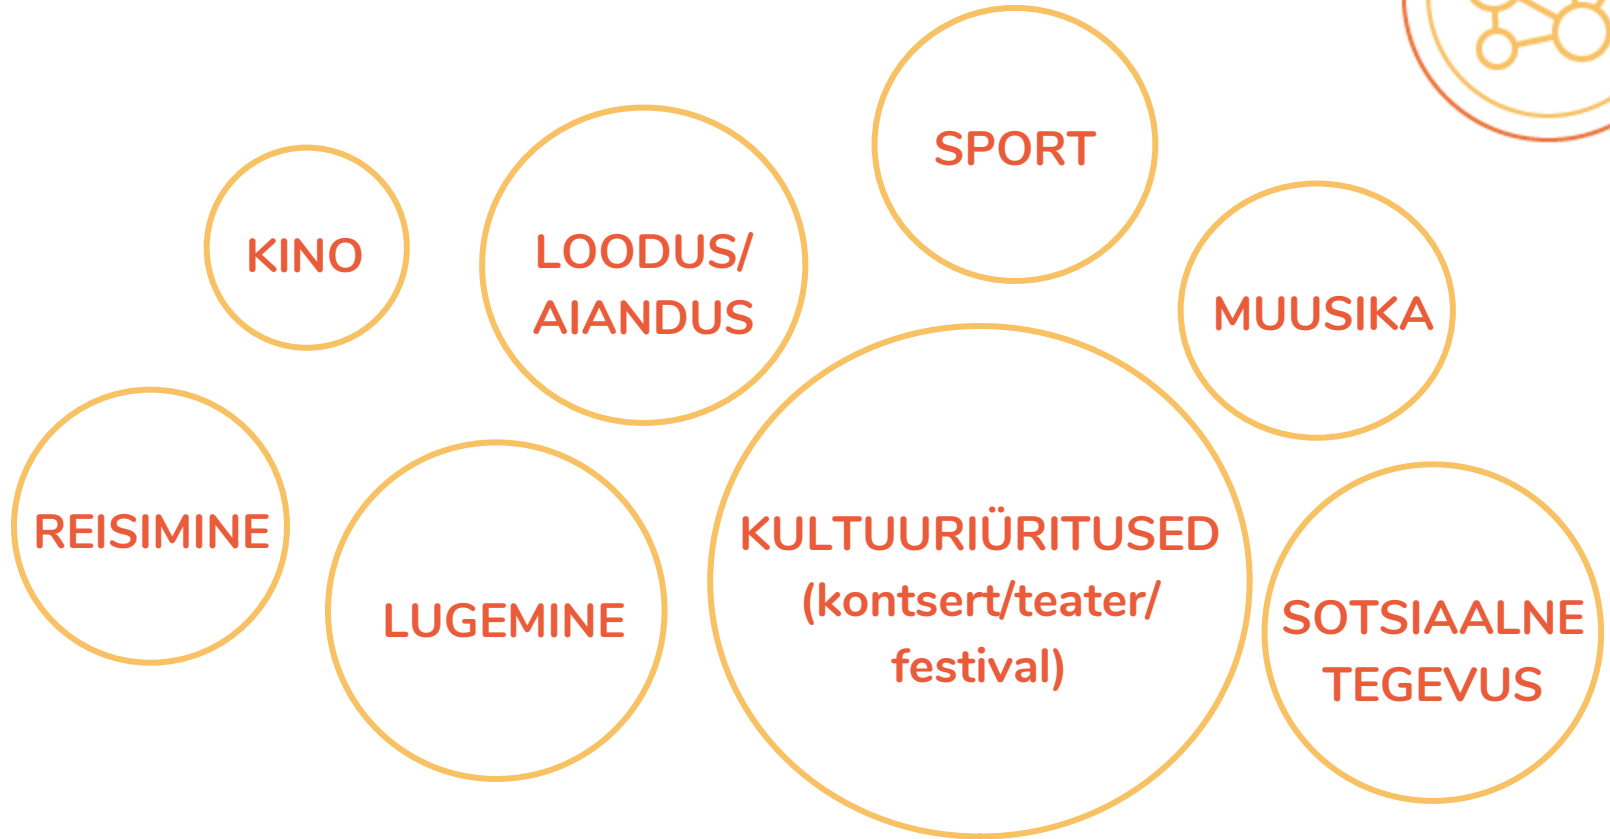 SPORT
KINO
LOODUS/
AIANDUS
MUUSIKA
REISIMINE
LUGEMINE
KULTUURIÜRITUSED
(kontsert/teater/
festival)
SOTSIAALNE
TEGEVUS